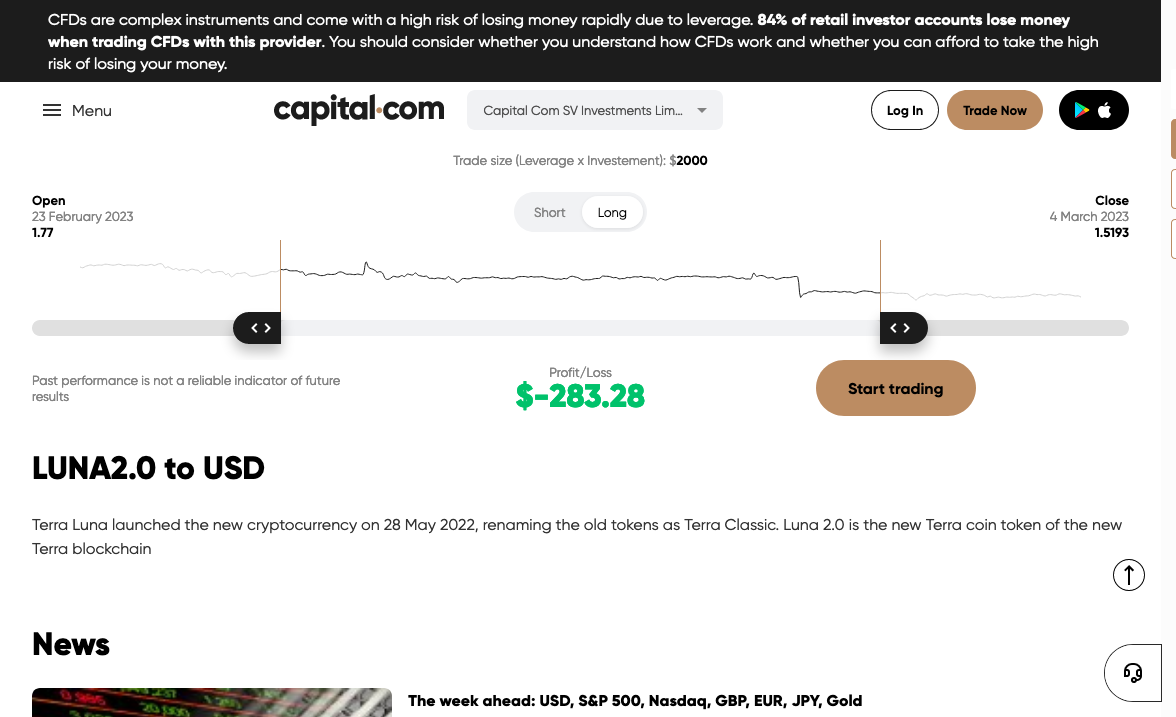 CFDs are complex instruments and come with a high risk of losing money rapidly due to leverage. 84% of retail investor accounts lose money
when trading CFDs with this provider. You should consider whether you understand how CFDs work and whether you can afford to take the high
risk of losing your money.
Menu
capital.com
Capital Com SV Investments Lim...
Log In
Trade Now
Trade size (Leverage x Investement): $2000
Open
23 February 2023
1.77
Short
Long
Close
4 March 2023
1.5193
Past performance is not a reliable indicator of future
results
Profit/Loss
$-283.28
Start trading
LUNA2.0 to USD
Terra Luna launched the new cryptocurrency on 28 May 2022, renaming the old tokens as Terra Classic. Luna 2.0 is the new Terra coin token of the new
Terra blockchain
News
The week ahead: USD, S&P 500, Nasdaq, GBP, EUR, JPY, Gold